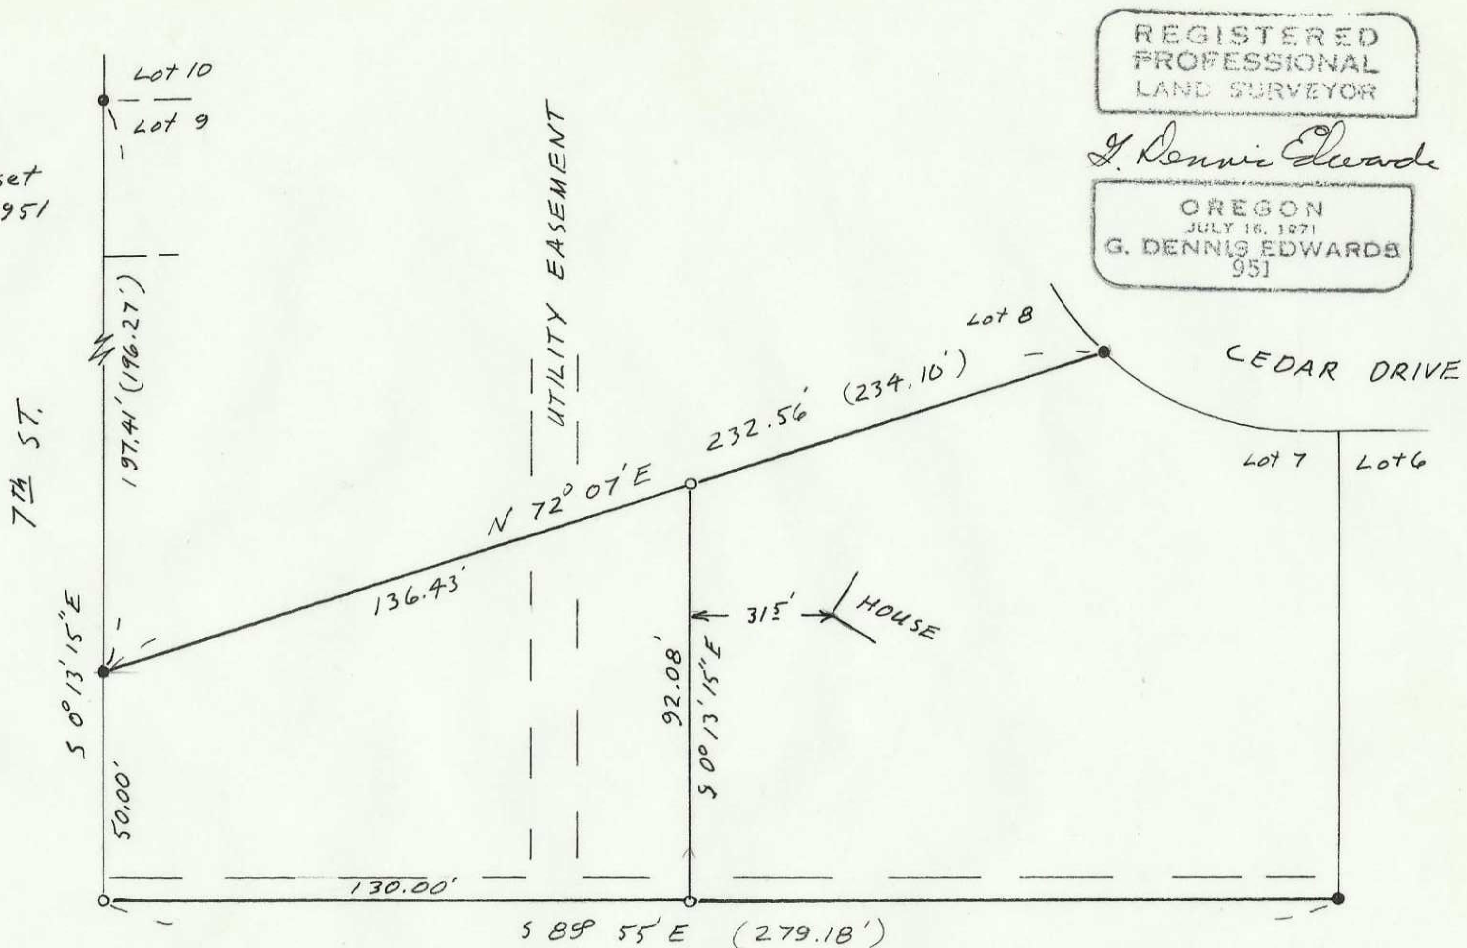 REGISTERED
PROFESSIONAL
LAND SURVEYOR
G. Dennis Edwards
OREGON
JULY 16, 1971
G. DENNIS EDWARDS
951
Lot 10
Lot 9
set
951
197.41' (196.27')
7th ST.
UTILITY EASEMENT
Lot 8
CEDAR DRIVE
232.56' (234.10')
Lot 7
Lot 6
N 72° 07' E
136.43'
315'
HOUSE
S 0° 13' 15" E
92.08'
S 0° 13' 15" E
50.00'
130.00'
S 89° 55' E (279.18')